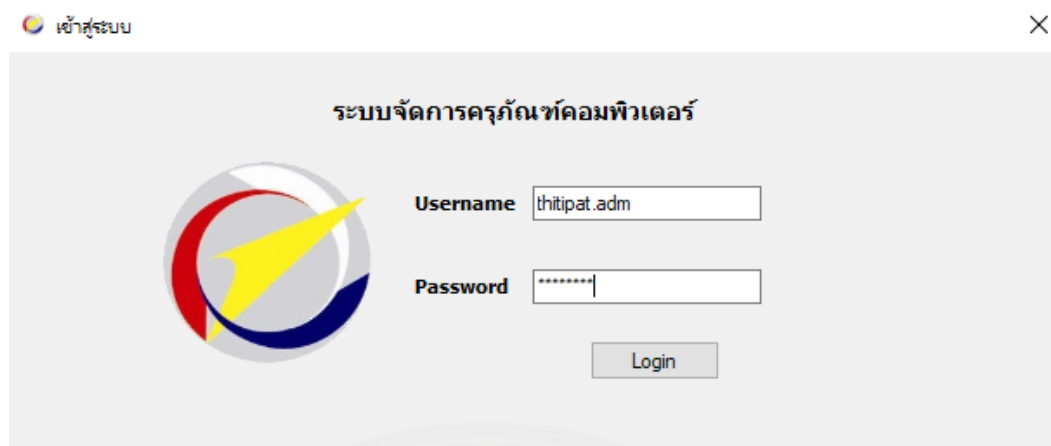 เข้าสู่ระบบ
ระบบจัดการครุภัณฑ์คอมพิวเตอร์
Username thitipat.adm
Password ********
Login